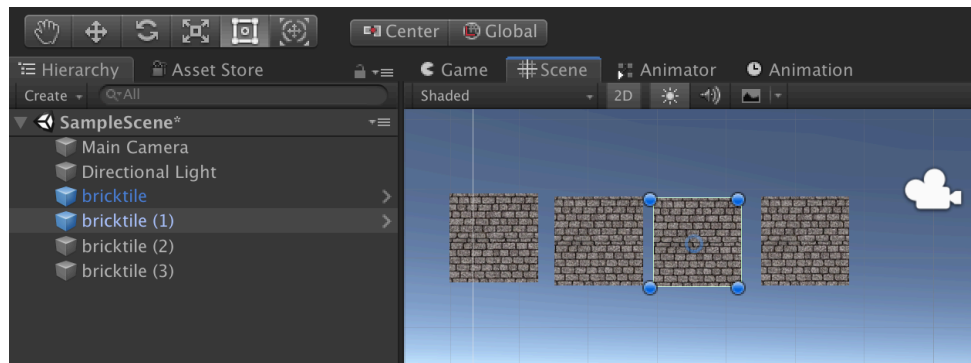 Center Global
Hierarchy Asset Store
Game Scene Animator Animation
Create All
Shaded 2D
SampleScene*
Main Camera
Directional Light
bricktile
bricktile (1)
bricktile (2)
bricktile (3)